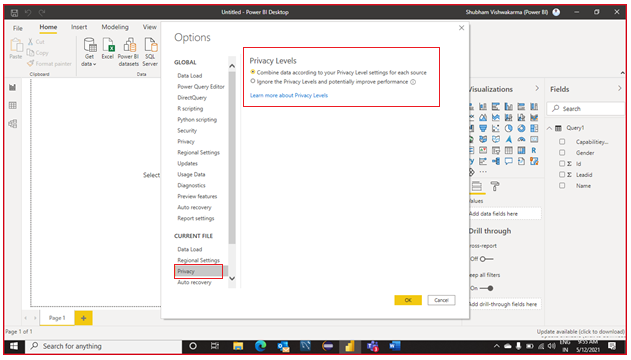 Untitled - Power BI Desktop
Shubham Vishwakarma (Power BI)
File
Home
Insert
Modeling
View
Paste
Cut
Copy
Format painter
Clipboard
Get data
Excel
Power BI datasets
SQL Server
Data
Options
GLOBAL
Data Load
Power Query Editor
DirectQuery
R scripting
Python scripting
Security
Privacy
Regional Settings
Updates
Usage Data
Diagnostics
Preview features
Auto recovery
Report settings
CURRENT FILE
Data Load
Regional Settings
Privacy
Auto recovery
Privacy Levels
Combine data according to your Privacy Level settings for each source
Ignore the Privacy Levels and potentially improve performance
Learn more about Privacy Levels
OK
Cancel
Select
Visualizations
Values
Add data fields here
Drill through
Cross-report
Off
Keep all filters
On
Add drill-through fields here
Fields
Search
Query1
Capabilitiey...
Gender
Id
Leadid
Name
Page 1
Page 1 of 1
Update available (click to download)
Search for anything
ENG
IN
9:55 AM
5/12/2021